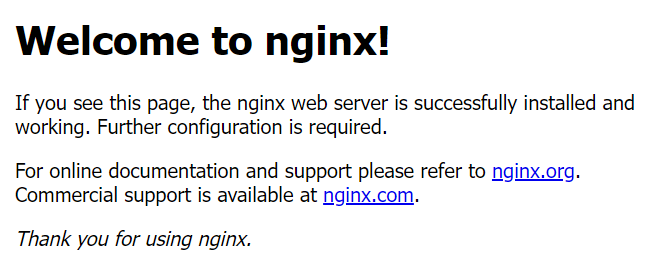 Welcome to nginx!
If you see this page, the nginx web server is successfully installed and
working. Further configuration is required.
For online documentation and support please refer to nginx.org.
Commercial support is available at nginx.com.
Thank you for using nginx.